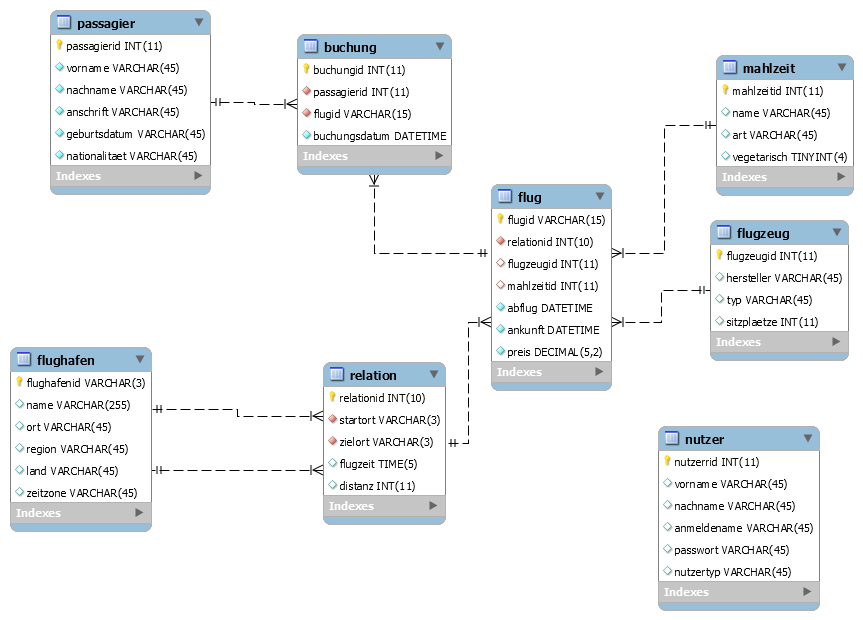 passagier
passagierid INT(11)
vorname VARCHAR(45)
nachname VARCHAR(45)
anschrift VARCHAR(45)
geburtsdatum VARCHAR(45)
nationalitaet VARCHAR(45)
Indexes
buchung
buchungid INT(11)
passagierid INT(11)
flugid VARCHAR(15)
buchungsdatum DATETIME
Indexes
mahlzeit
mahlzeitid INT(11)
name VARCHAR(45)
art VARCHAR(45)
vegetarisch TINYINT(4)
Indexes
flug
flugid VARCHAR(15)
relationid INT(10)
flugzeugid INT(11)
mahlzeitid INT(11)
abflug DATETIME
ankunft DATETIME
preis DECIMAL(5,2)
Indexes
flugzeug
flugzeugid INT(11)
hersteller VARCHAR(45)
typ VARCHAR(45)
sitzplaetze INT(11)
Indexes
flughafen
flughafenid VARCHAR(3)
name VARCHAR(255)
ort VARCHAR(45)
region VARCHAR(45)
land VARCHAR(45)
zeitzone VARCHAR(45)
Indexes
relation
relationid INT(10)
startort VARCHAR(3)
zielort VARCHAR(3)
flugzeit TIME(5)
distanz INT(11)
Indexes
nutzer
nutzerrid INT(11)
vorname VARCHAR(45)
nachname VARCHAR(45)
anmeldename VARCHAR(45)
passwort VARCHAR(45)
nutzertyp VARCHAR(45)
Indexes